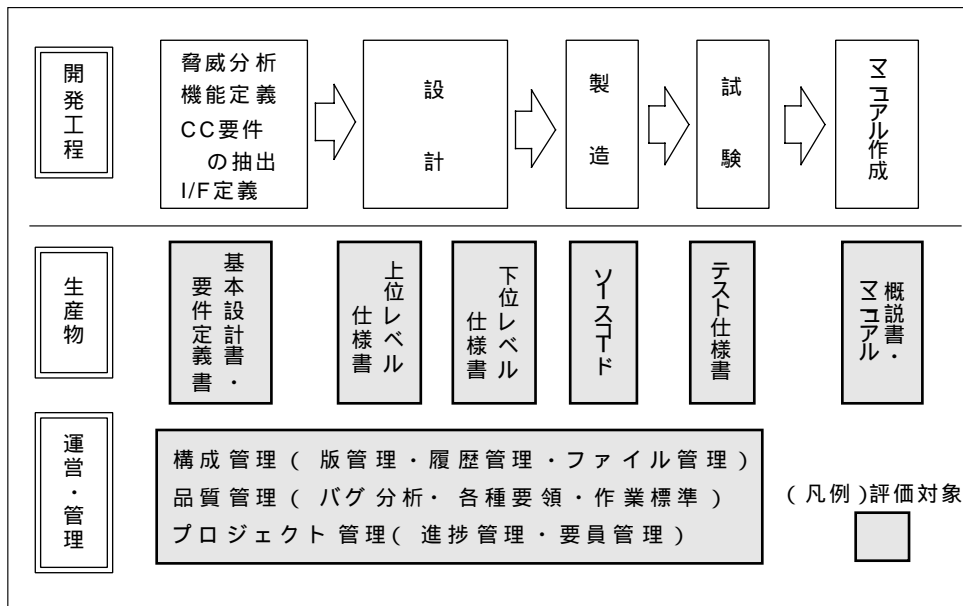 開発工程
脅威分析
機能定義
CC要件
の抽出
I/F定義
設計
製造
試験
マニュアル作成
生産物
基本設計書・
要件定義書
上位レベル
仕様書
下位レベル
仕様書
ソースコード
テスト仕様書
概説書・
マニュアル
運営・管理
構成管理(版管理・履歴管理・ファイル管理)
品質管理(バグ分析・各種要領・作業標準)
プロジェクト管理(進捗管理・要員管理)
(凡例)評価対象